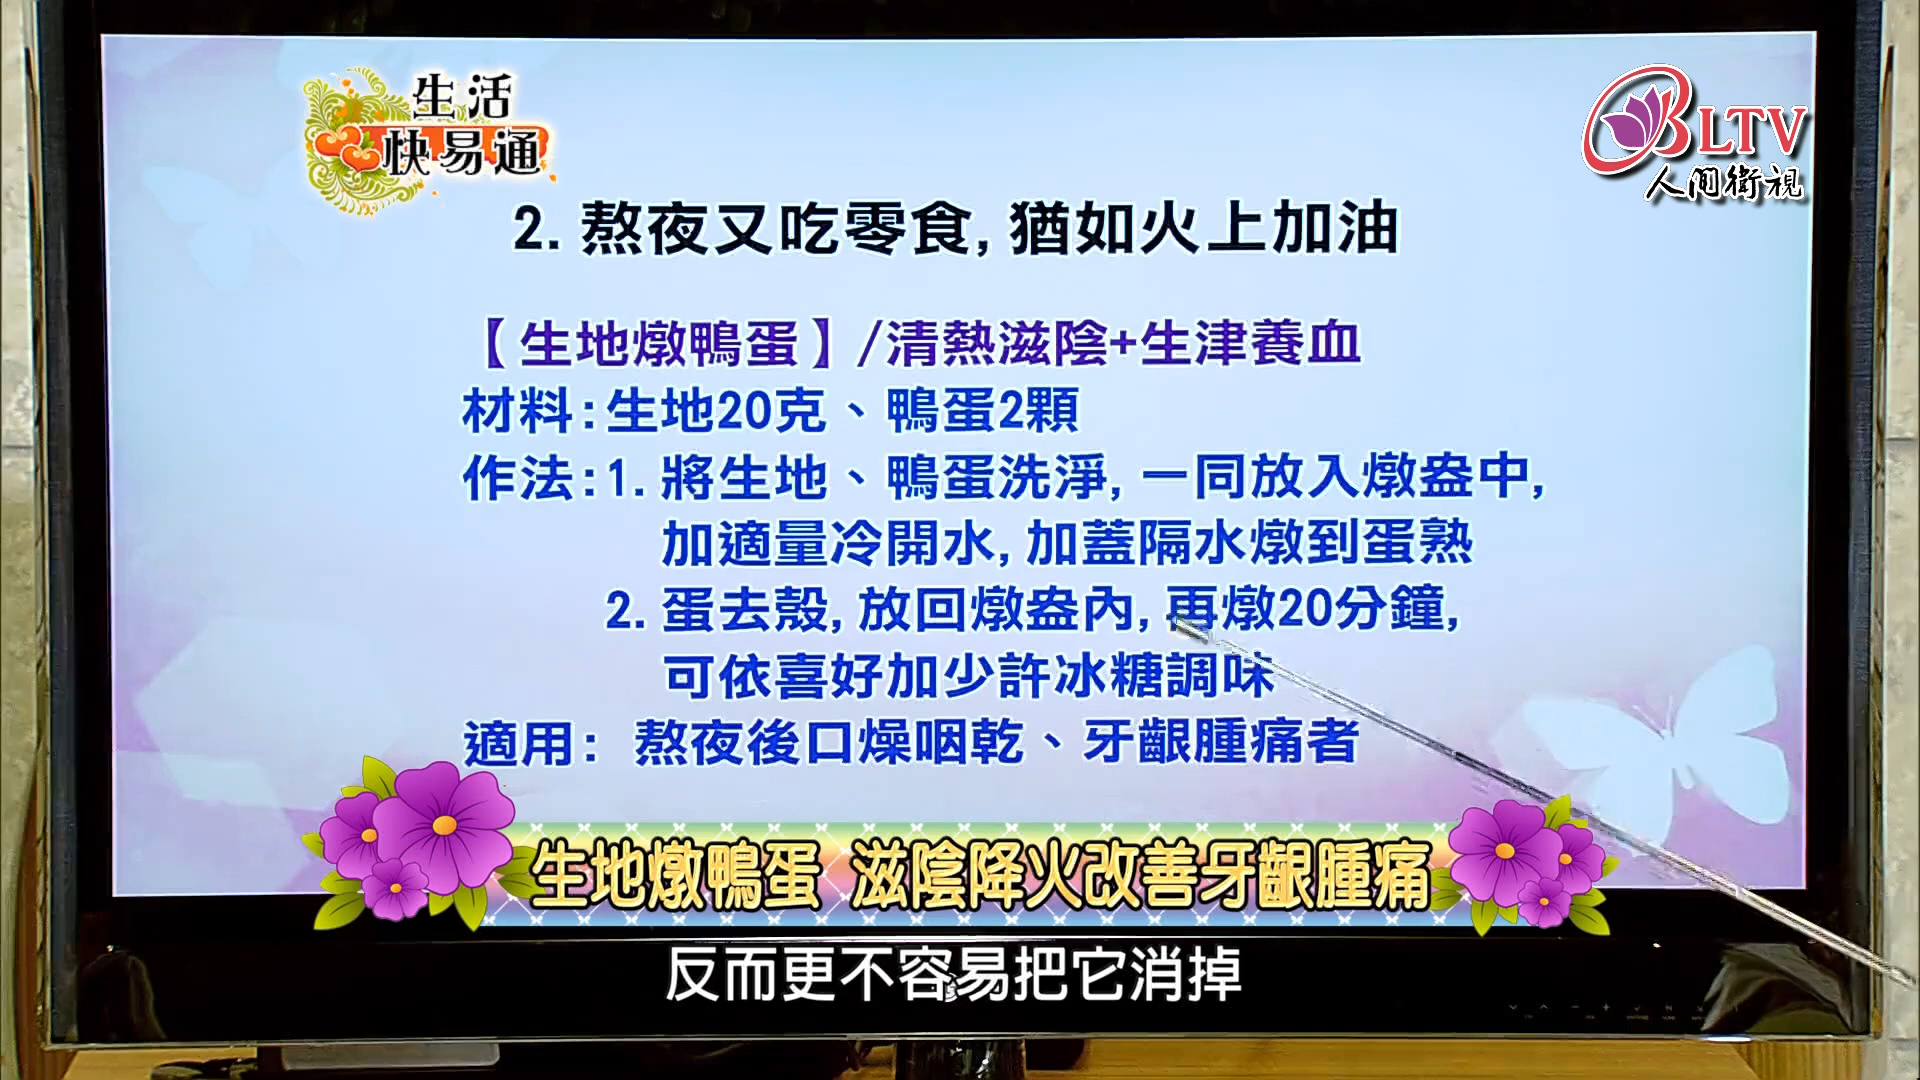 生活
快易通
BLTV
人間衛視
2.熬夜又吃零食,猶如火上加油
【生地燉鴨蛋】/清熱滋陰+生津養血
材料:生地20克、鴨蛋2顆
作法:1.將生地、鴨蛋洗淨,一同放入燉盎中,
加適量冷開水,加蓋隔水燉到蛋熟
2.蛋去殼,放回燉盎內,再燉20分鐘,
可依喜好加少許冰糖調味
適用: 熬夜後口燥咽乾、牙齦腫痛者
生地燉鴨蛋 滋陰降火改善牙齦腫痛
反而更不容易把它消掉